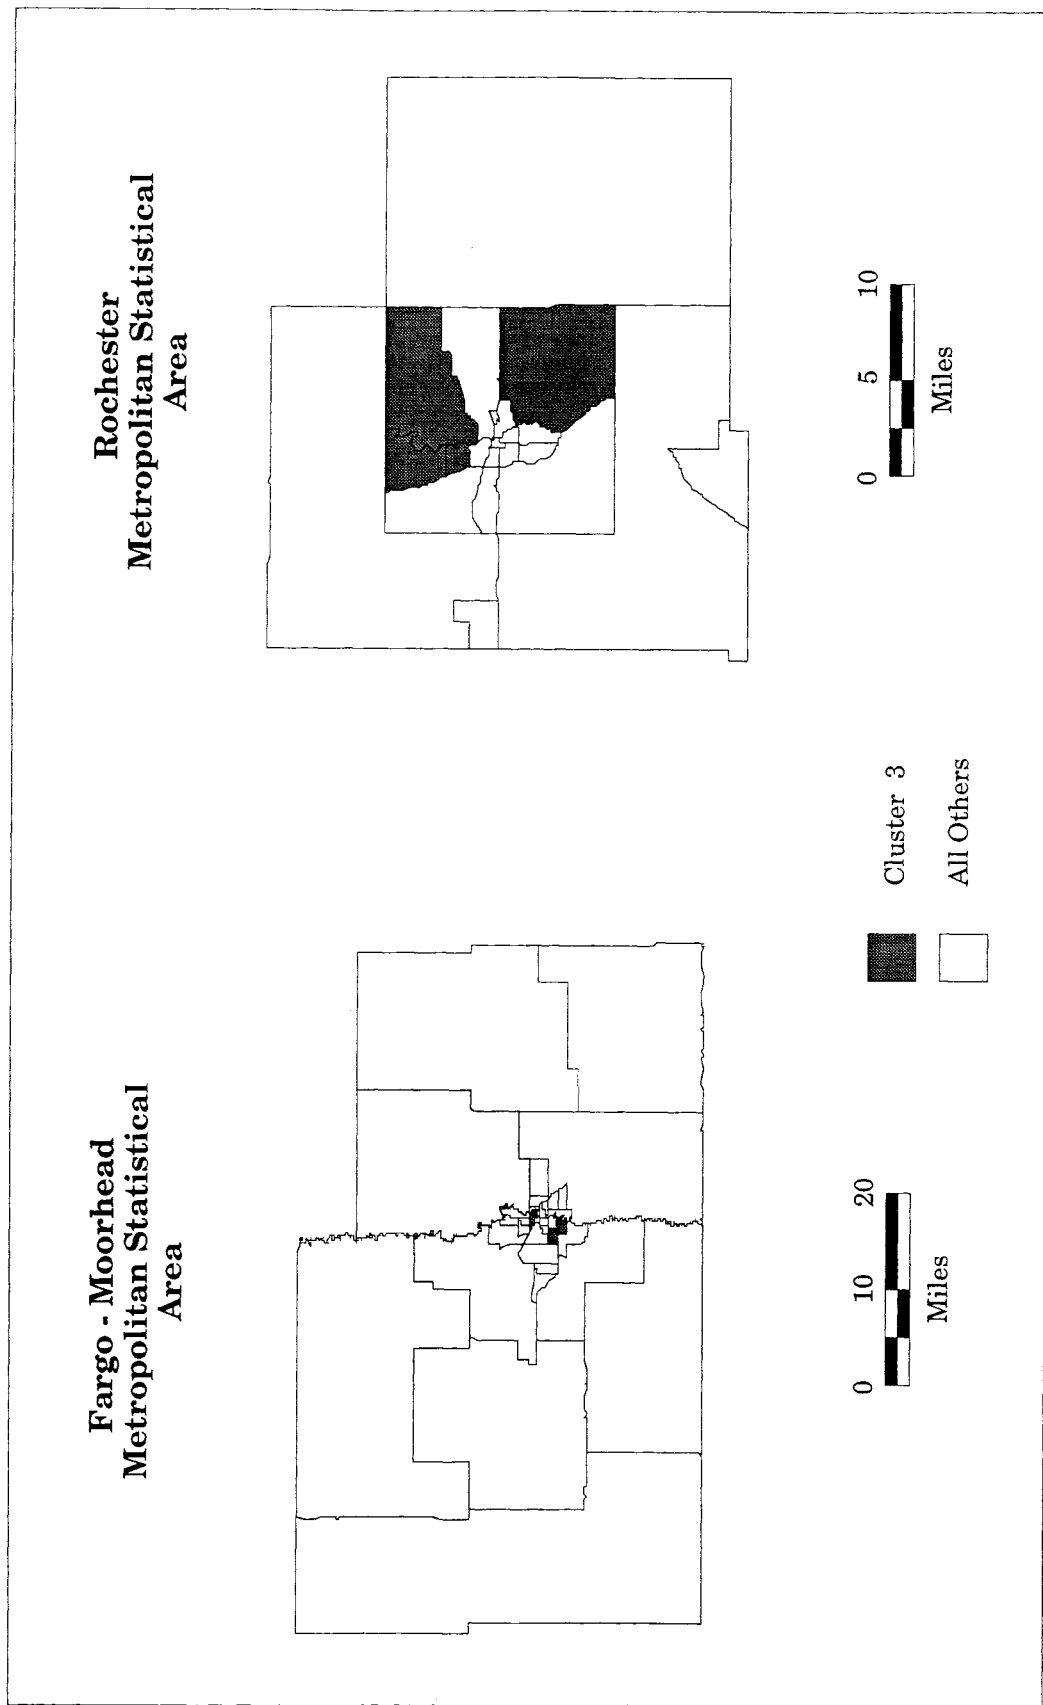 Fargo - Moorhead
Metropolitan Statistical
Area
0 10 20
Miles
Rochester
Metropolitan Statistical
Area
0 5 10
Miles
Cluster 3
All Others